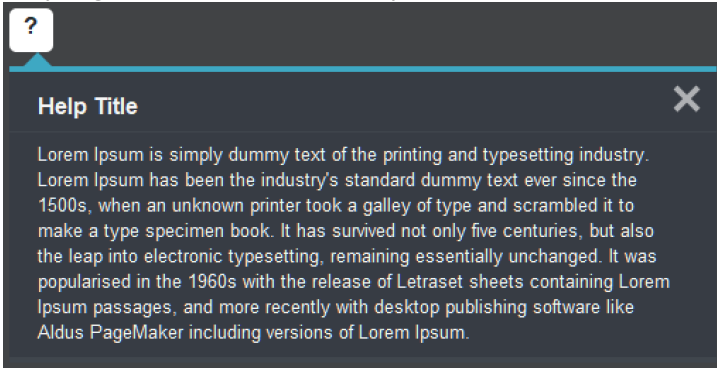 ?
Help Title
Lorem Ipsum is simply dummy text of the printing and typesetting industry.
Lorem Ipsum has been the industry's standard dummy text ever since the
1500s, when an unknown printer took a galley of type and scrambled it to
make a type specimen book. It has survived not only five centuries, but also
the leap into electronic typesetting, remaining essentially unchanged. It was
popularised in the 1960s with the release of Letraset sheets containing Lorem
Ipsum passages, and more recently with desktop publishing software like
Aldus PageMaker including versions of Lorem Ipsum.